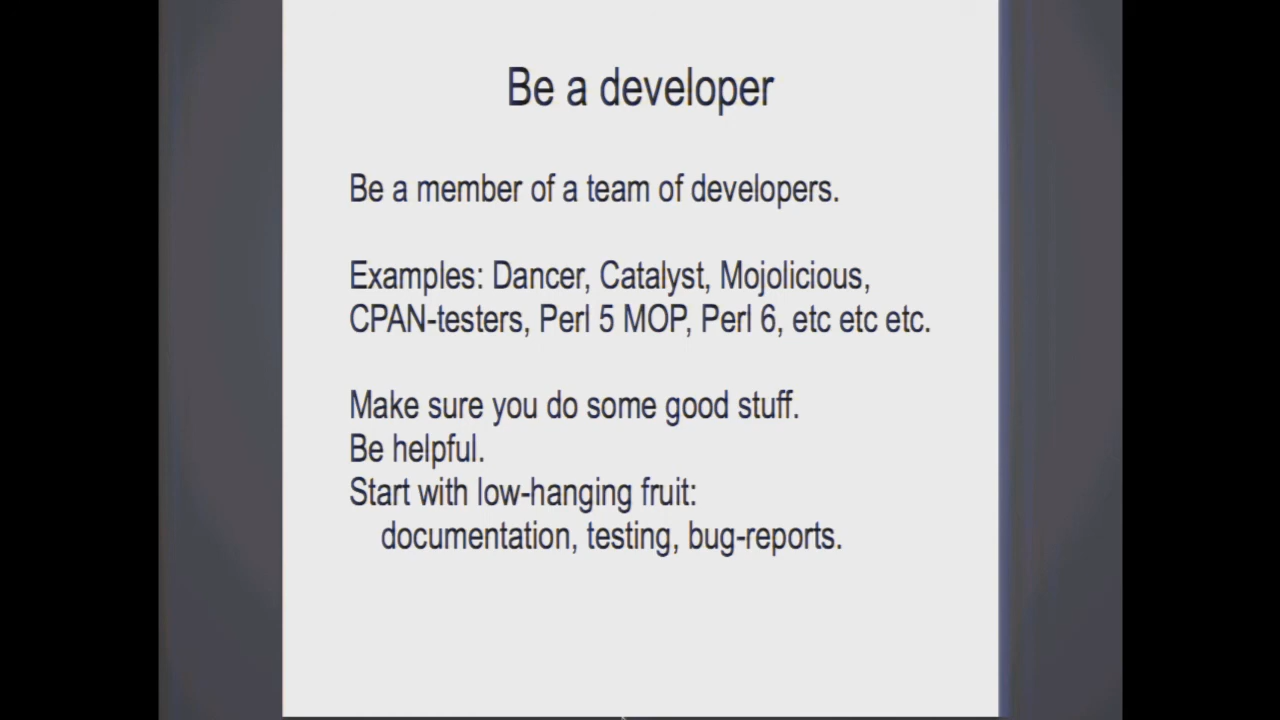 Be a developer
Be a member of a team of developers.
Examples: Dancer, Catalyst, Mojolicious,
CPAN-testers, Perl 5 MOP, Perl 6, etc etc etc.
Make sure you do some good stuff.
Be helpful.
Start with low-hanging fruit:
documentation, testing, bug-reports.